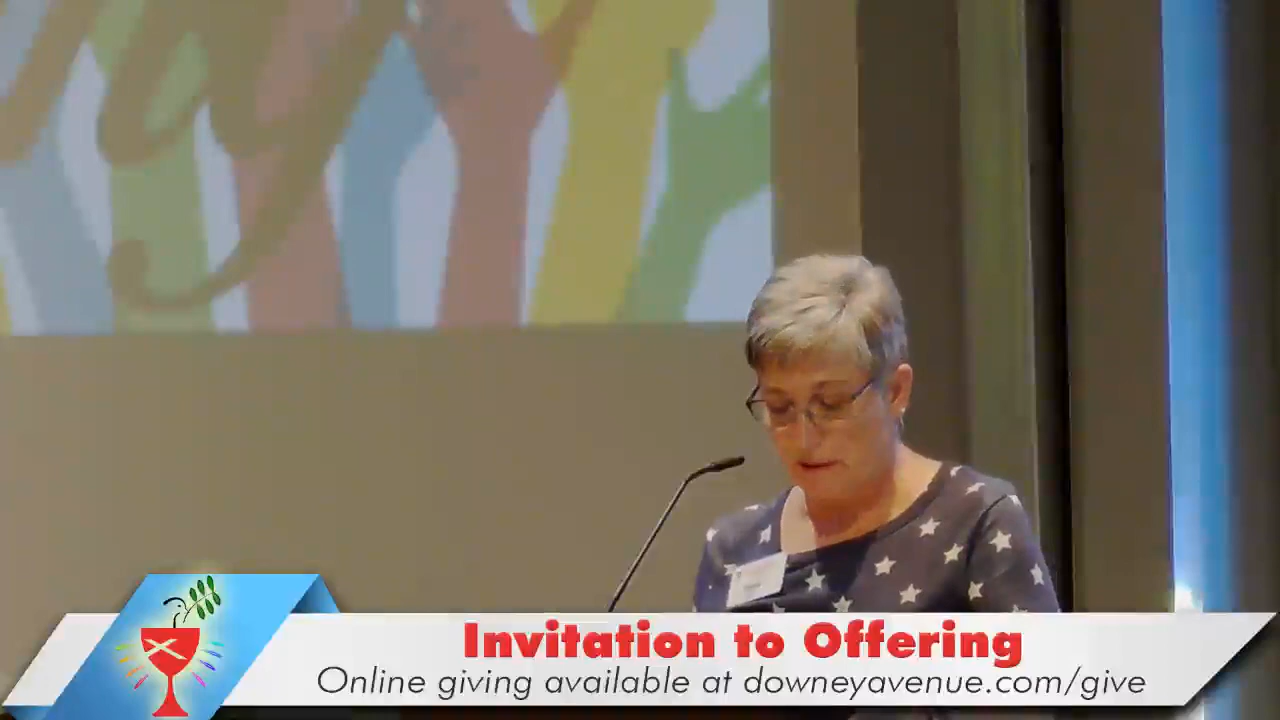 Invitation to Offering
Online giving available at downeyavenue.com/give